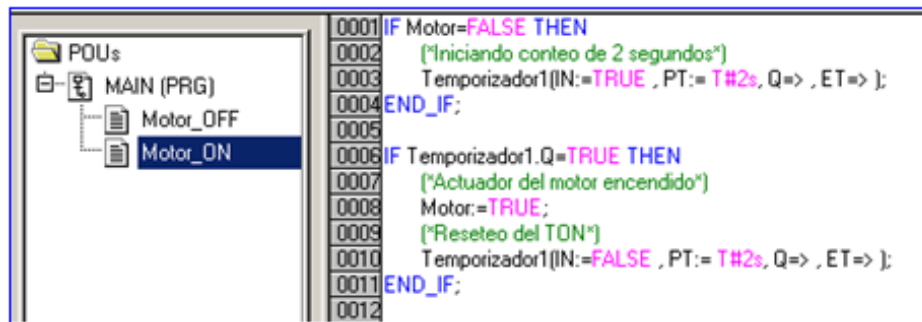 POUs
MAIN (PRG)
Motor_OFF
Motor_ON
0001 IF Motor=FALSE THEN
0002 (*Iniciando conteo de 2 segundos*)
0003 Temporizador1(IN:=TRUE , PT:= T#2s, Q=> , ET=> );
0004 END_IF;
0005
0006 IF Temporizador1.Q=TRUE THEN
0007 (*Actuador del motor encendido*)
0008 Motor:=TRUE;
0009 (*Reseteo del TON*)
0010 Temporizador1(IN:=FALSE , PT:= T#2s, Q=> , ET=> );
0011 END_IF;
0012